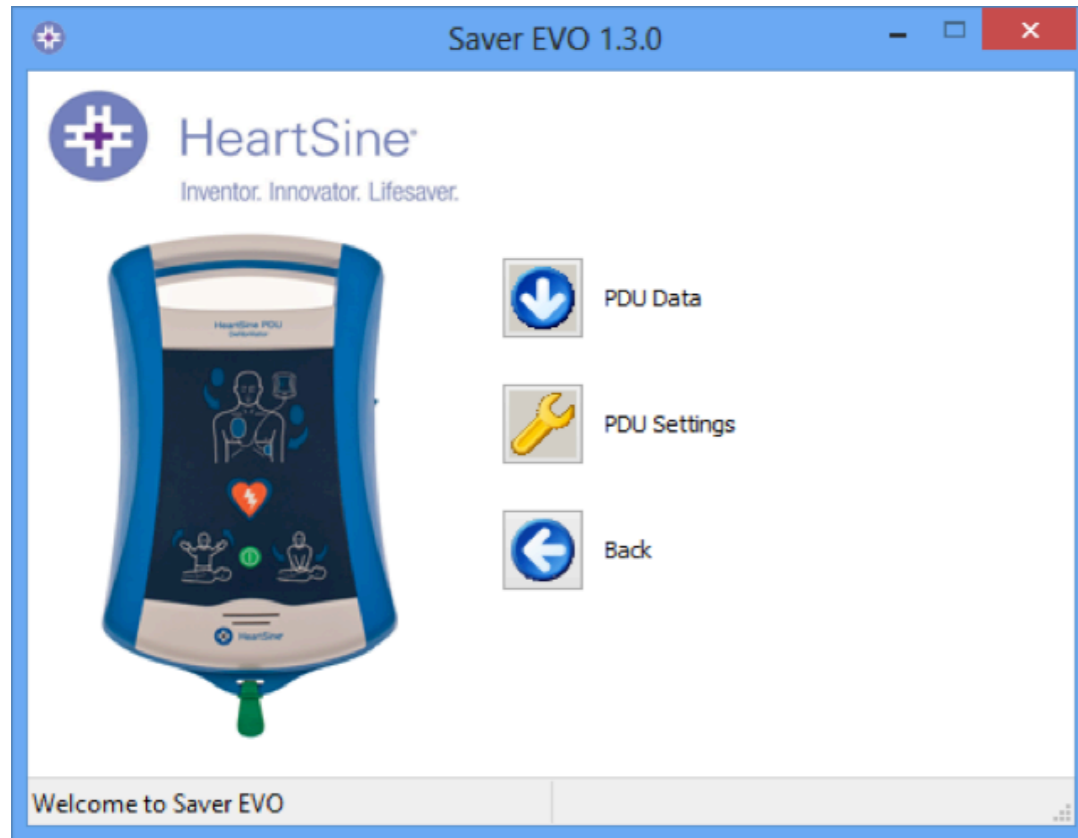 Saver EVO 1.3.0
HeartSine®
Inventor. Innovator. Lifesaver.
HeartSine PDU
Defibrillator
PDU Data
PDU Settings
Back
HeartSine®
Welcome to Saver EVO